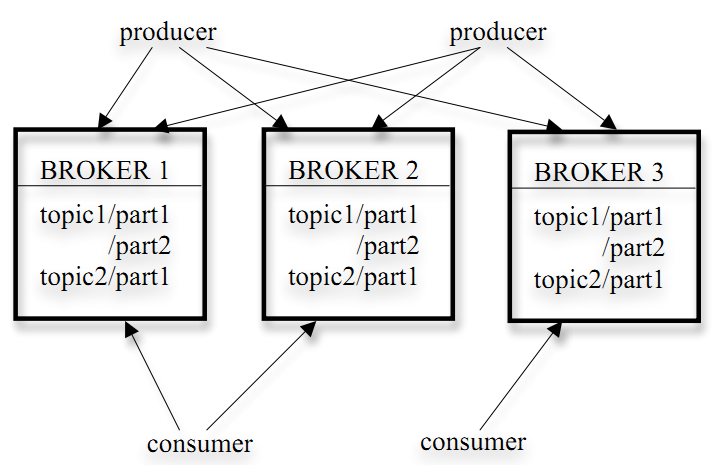 producer
producer
BROKER 1
topic1/part1
/part2
topic2/part1
BROKER 2
topic1/part1
/part2
topic2/part1
BROKER 3
topic1/part1
/part2
topic2/part1
consumer
consumer